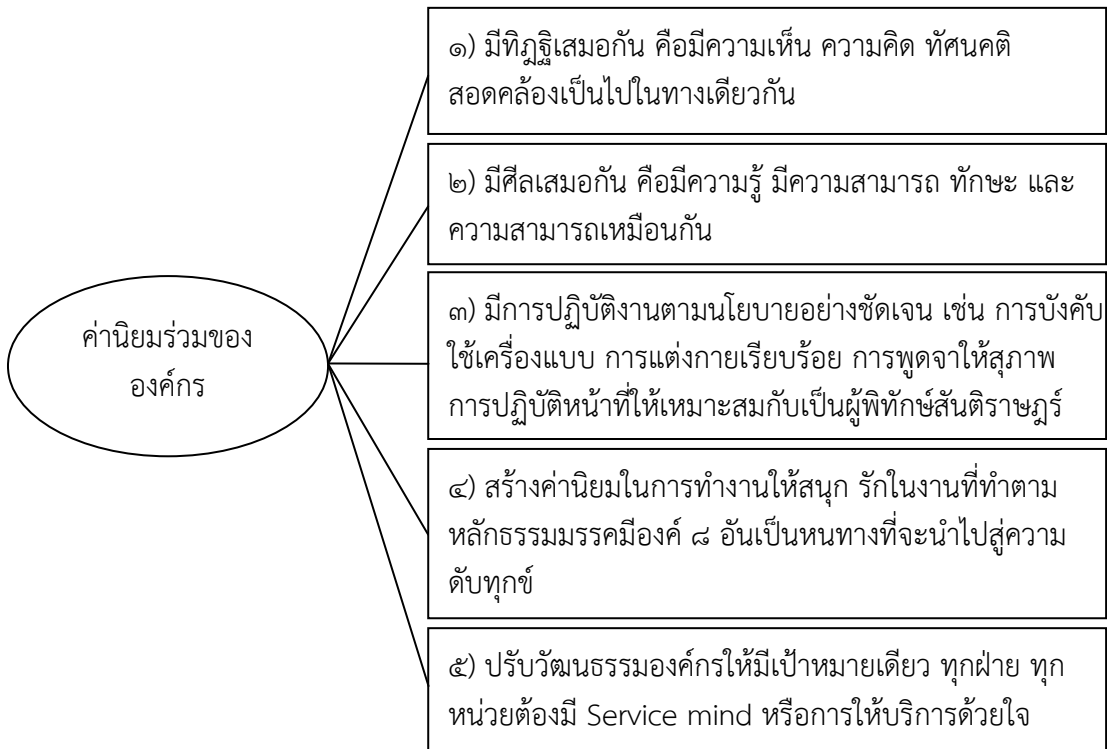 ๑) มีทิฎฐิเสมอกัน คือมีความเห็น ความคิด ทัศนคติ
สอดคล้องเป็นไปในทางเดียวกัน
๒) มีศีลเสมอกัน คือมีความรู้ มีความสามารถ ทักษะ และ
ความสามารถเหมือนกัน
ค่านิยมร่วมของ
องค์กร
๓) มีการปฏิบัติงานตามนโยบายอย่างชัดเจน เช่น การบังคับ
ใช้เครื่องแบบ การแต่งกายเรียบร้อย การพูดจาให้สุภาพ
การปฏิบัติหน้าที่ให้เหมาะสมกับเป็นผู้พิทักษ์สันติราษฎร์
๔) สร้างค่านิยมในการทำงานให้สนุก รักในงานที่ทำตาม
หลักธรรมมรรคมีองค์ ๘ อันเป็นหนทางที่จะนำไปสู่ความ
ดับทุกข์
๕) ปรับวัฒนธรรมองค์กรให้มีเป้าหมายเดียว ทุกฝ่าย ทุก
หน่วยต้องมี Service mind หรือการให้บริการด้วยใจ